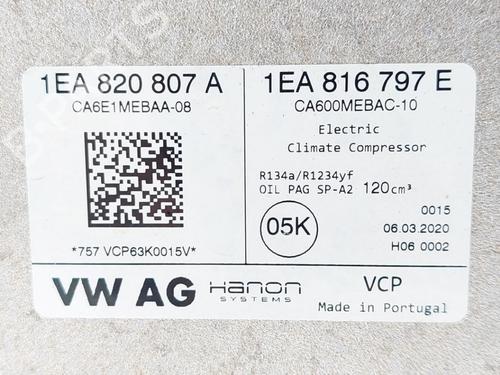 1EA 820 807 A
CA6E1MEBAA-08
*757 VCP63K0015V*
1EA 816 797 E
CA600MEBAC-10
Electric
Climate Compressor
R134a/R1234yf
OIL PAG SP-A2 120cm³
05K
0015
06.03.2020
H06 0002
VW AG
Hanon
SYSTEMS
VCP
Made in Portugal